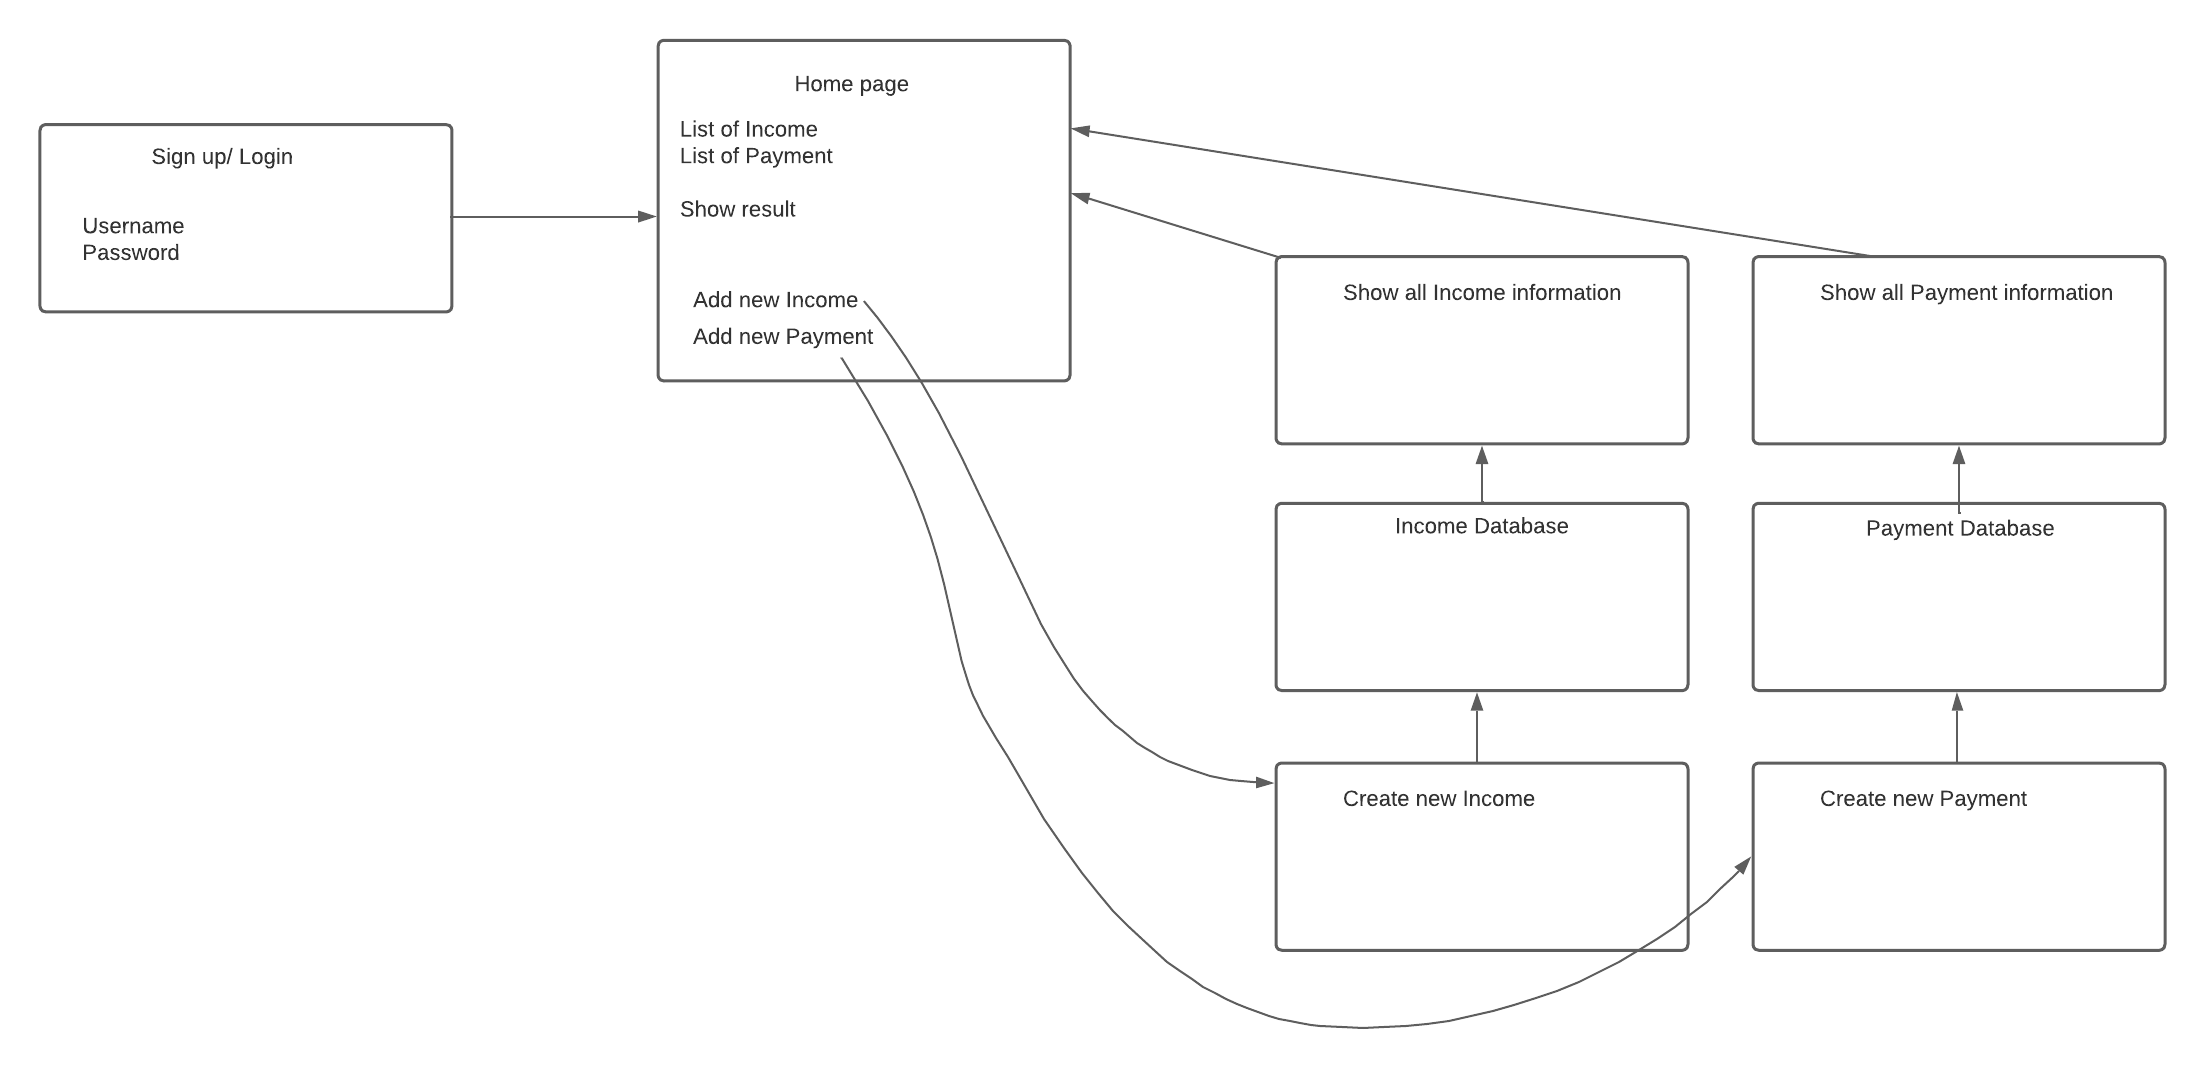 Sign up/ Login
Username
Password
Home page
List of Income
List of Payment
Show result
Add new Income
Add new Payment
Show all Income information
Show all Payment information
Income Database
Payment Database
Create new Income
Create new Payment